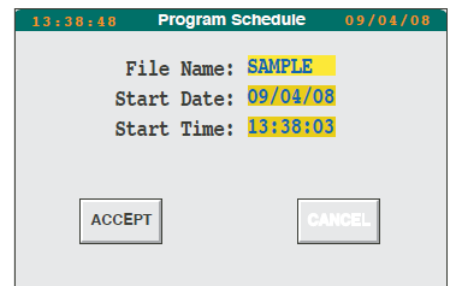 13:38:48 Program Schedule 09/04/08
File Name: SAMPLE
Start Date: 09/04/08
Start Time: 13:38:03
ACCEPT CANCEL